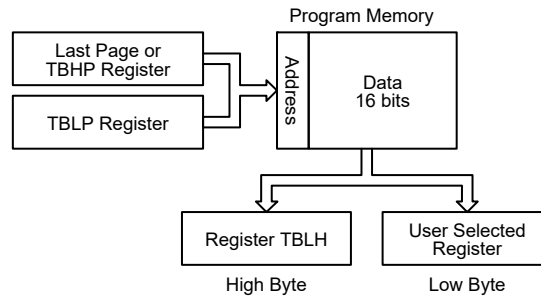 Program Memory
Last Page or
TBHP Register
TBLP Register
Address
Data
16 bits
Register TBLH
User Selected
Register
High Byte
Low Byte